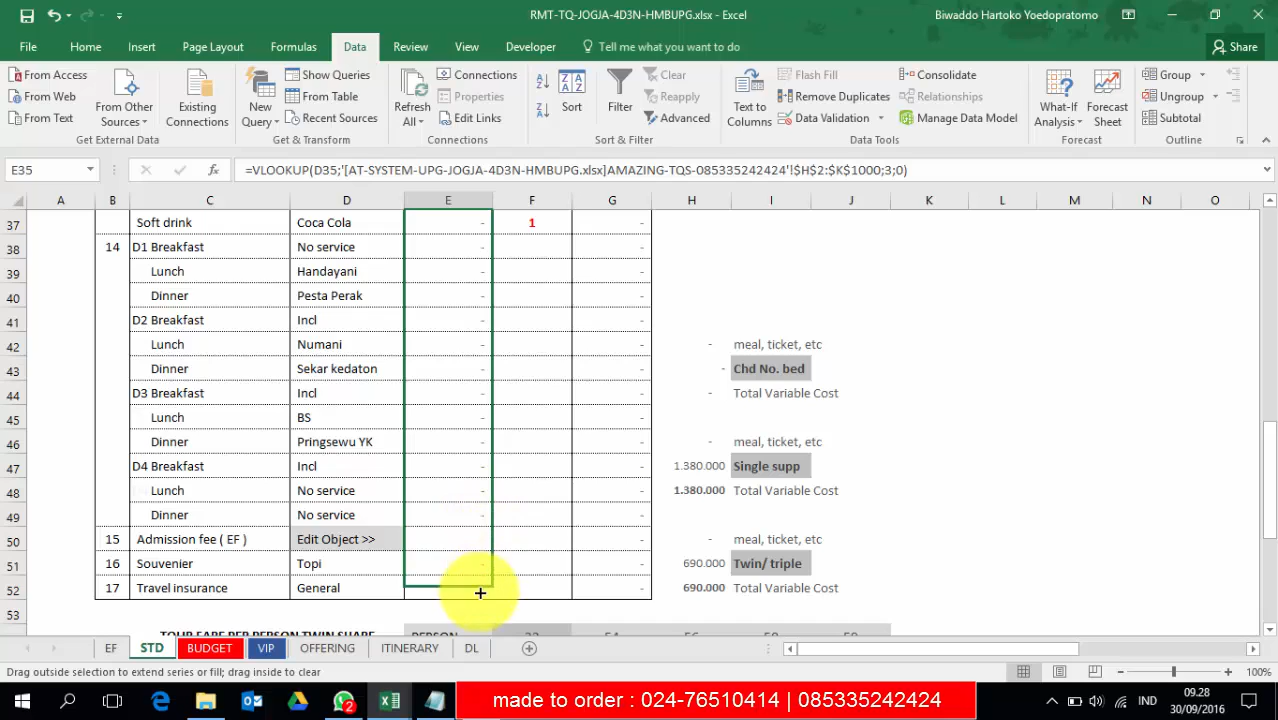 RMT-TQ-JOGJA-4D3N-HMBUPG.xlsx - Excel
Biwaddo Hartoko Yoedopratomo
File Home Insert Page Layout Formulas Data Review View Developer Tell me what you want to do Share
From Access
From Web
From Text
From Other Sources
Existing Connections
Get External Data
New Query
Show Queries
From Table
Recent Sources
Get & Transform
Refresh All
Connections
Properties
Edit Links
Connections
Sort
Filter
Clear
Reapply
Advanced
Sort & Filter
Text to Columns
Flash Fill
Remove Duplicates
Data Validation
Consolidate
Relationships
Manage Data Model
Data Tools
What-If Analysis
Forecast Sheet
Forecast
Group
Ungroup
Subtotal
Outline
E35 fx =VLOOKUP(D35;'[AT-SYSTEM-UPG-JOGJA-4D3N-HMBUPG.xlsx]AMAZING-TQS-085335242424'!$H$2:$K$1000;3;0)
A B C D E F G H I J K L M N O
37 Soft drink Coca Cola - 1 -
38 14 D1 Breakfast No service - -
39 Lunch Handayani - -
40 Dinner Pesta Perak - -
41 D2 Breakfast Incl - -
42 Lunch Numani - - - meal, ticket, etc
43 Dinner Sekar kedaton - - - Chd No. bed
44 D3 Breakfast Incl - - - Total Variable Cost
45 Lunch BS - -
46 Dinner Pringsewu YK - - - meal, ticket, etc
47 D4 Breakfast Incl - - 1.380.000 Single supp
48 Lunch No service - - 1.380.000 Total Variable Cost
49 Dinner No service - -
50 15 Admission fee ( EF ) Edit Object >> - - meal, ticket, etc
51 16 Souvenier Topi - - 690.000 Twin/ triple
52 17 Travel insurance General - 690.000 Total Variable Cost
53
TOUR FARE PER PERSON TWIN SHARE PERSON
EF STD BUDGET VIP OFFERING ITINERARY DL
Drag outside selection to extend series or fill; drag inside to clear
100%
made to order : 024-76510414 | 085335242424
2
IND
09.28
30/09/2016